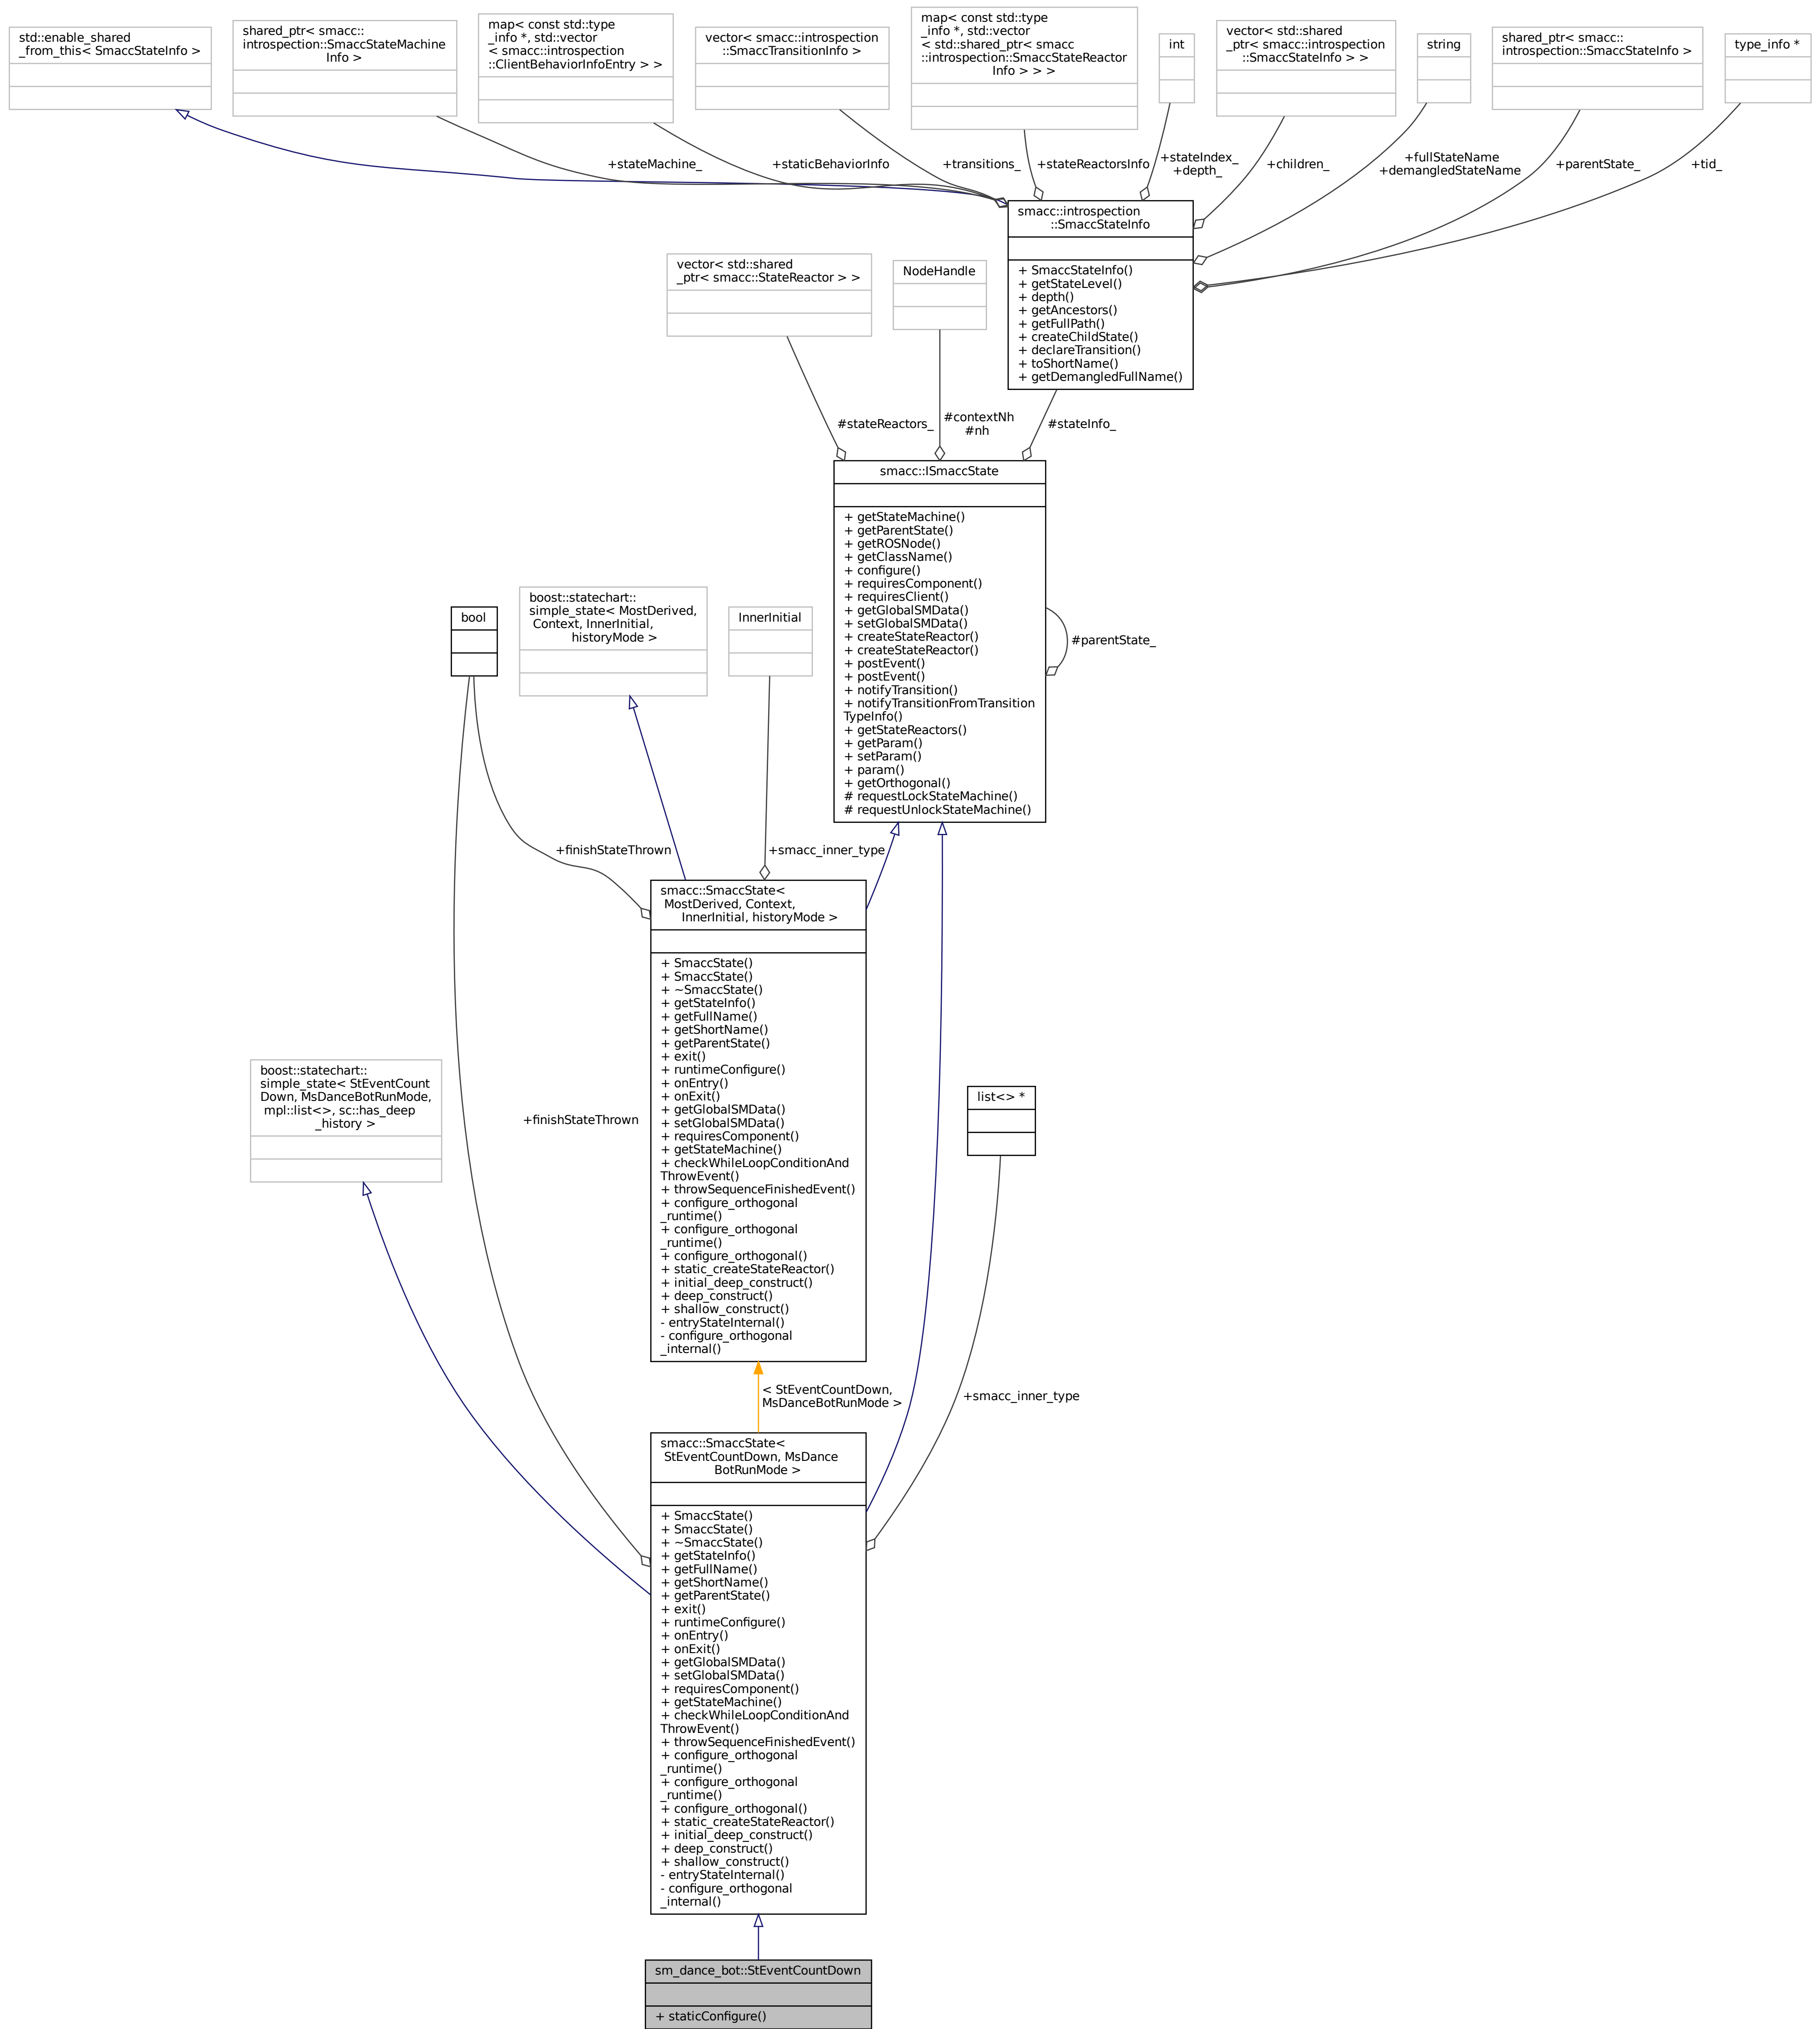 std::enable_shared
_from_this< SmaccStateInfo >
shared_ptr< smacc::
introspection::SmaccStateMachine
Info >
map< const std::type
_info *, std::vector
< smacc::introspection
::ClientBehaviorInfoEntry > >
vector< smacc::introspection
::SmaccTransitionInfo >
map< const std::type
_info *, std::vector
< std::shared_ptr< smacc
::introspection::SmaccStateReactor
Info > > >
int
vector< std::shared
_ptr< smacc::introspection
::SmaccStateInfo > >
string
shared_ptr< smacc::
introspection::SmaccStateInfo >
type_info *
+stateMachine_
+staticBehaviorInfo
+transitions_
+stateReactorsInfo
+stateIndex_
+depth_
+children_
+fullStateName
+demangledStateName
+parentState_
+tid_
smacc::introspection
::SmaccStateInfo
+ SmaccStateInfo()
+ getStateLevel()
+ depth()
+ getAncestors()
+ getFullPath()
+ createChildState()
+ declareTransition()
+ toShortName()
+ getDemangledFullName()
vector< std::shared
_ptr< smacc::StateReactor > >
NodeHandle
#stateReactors_
#contextNh
#nh
#stateInfo_
smacc::ISmaccState
+ getStateMachine()
+ getParentState()
+ getROSNode()
+ getClassName()
+ configure()
+ requiresComponent()
+ requiresClient()
+ getGlobalSMData()
+ setGlobalSMData()
+ createStateReactor()
+ createStateReactor()
+ postEvent()
+ postEvent()
+ notifyTransition()
+ notifyTransitionFromTransition
TypeInfo()
+ getStateReactors()
+ getParam()
+ setParam()
+ param()
+ getOrthogonal()
# requestLockStateMachine()
# requestUnlockStateMachine()
#parentState_
bool
boost::statechart::
simple_state< MostDerived,
Context, InnerInitial,
historyMode >
InnerInitial
+finishStateThrown
+smacc_inner_type
smacc::SmaccState<
MostDerived, Context,
InnerInitial, historyMode >
+ SmaccState()
+ SmaccState()
+ ~SmaccState()
+ getStateInfo()
+ getFullName()
+ getShortName()
+ getParentState()
+ exit()
+ runtimeConfigure()
+ onEntry()
+ onExit()
+ getGlobalSMData()
+ setGlobalSMData()
+ requiresComponent()
+ getStateMachine()
+ checkWhileLoopConditionAnd
ThrowEvent()
+ throwSequenceFinishedEvent()
+ configure_orthogonal
_runtime()
+ configure_orthogonal
_runtime()
+ configure_orthogonal()
+ static_createStateReactor()
+ initial_deep_construct()
+ deep_construct()
+ shallow_construct()
- entryStateInternal()
- configure_orthogonal
_internal()
boost::statechart::
simple_state< StEventCount
Down, MsDanceBotRunMode,
mpl::list<>, sc::has_deep
_history >
+finishStateThrown
list<> *
< StEventCountDown,
MsDanceBotRunMode >
+smacc_inner_type
smacc::SmaccState<
StEventCountDown, MsDance
BotRunMode >
+ SmaccState()
+ SmaccState()
+ ~SmaccState()
+ getStateInfo()
+ getFullName()
+ getShortName()
+ getParentState()
+ exit()
+ runtimeConfigure()
+ onEntry()
+ onExit()
+ getGlobalSMData()
+ setGlobalSMData()
+ requiresComponent()
+ getStateMachine()
+ checkWhileLoopConditionAnd
ThrowEvent()
+ throwSequenceFinishedEvent()
+ configure_orthogonal
_runtime()
+ configure_orthogonal
_runtime()
+ configure_orthogonal()
+ static_createStateReactor()
+ initial_deep_construct()
+ deep_construct()
+ shallow_construct()
- entryStateInternal()
- configure_orthogonal
_internal()
sm_dance_bot::StEventCountDown
+ staticConfigure()